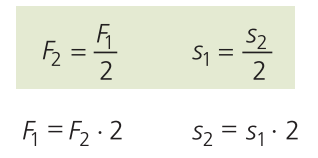 F₂ = F₁/2    s₁ = s₂/2
F₁ = F₂ · 2    s₂ = s₁ · 2